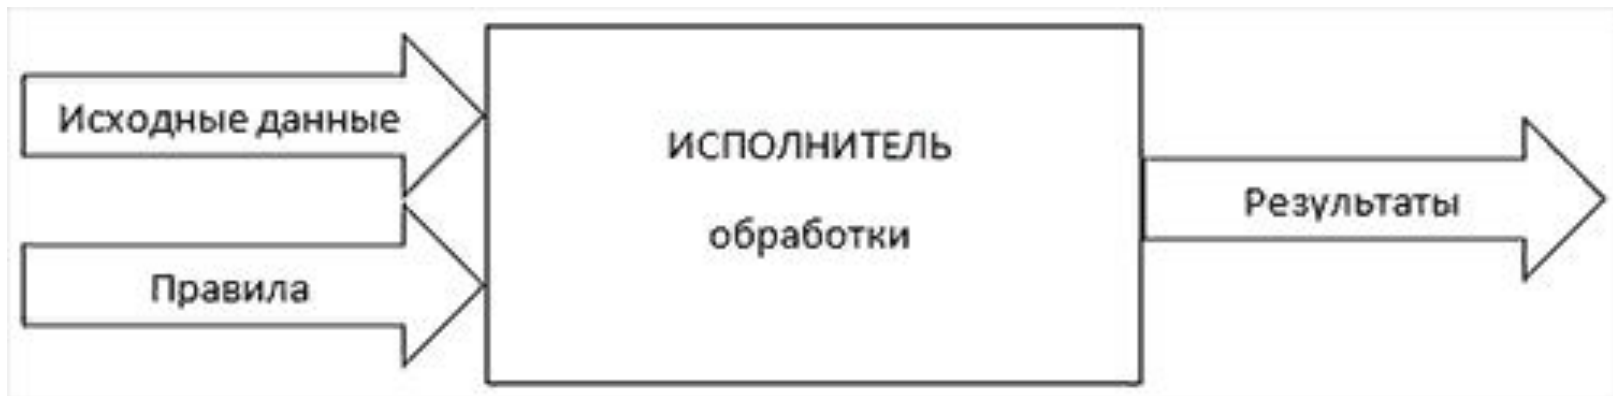 Исходные данные
Правила
ИСПОЛНИТЕЛЬ
обработки
Результаты